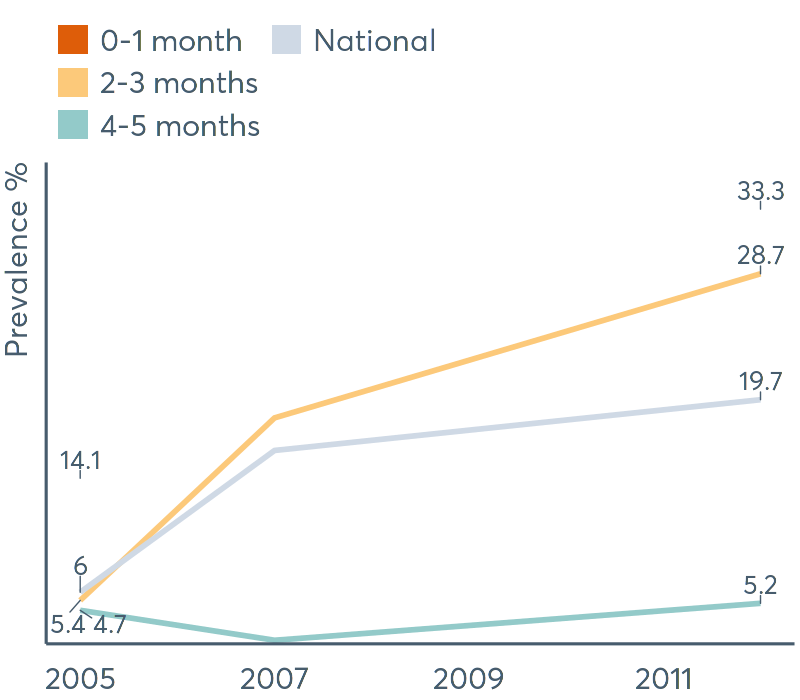 0-1 month National
2-3 months
4-5 months
Prevalence %
33.3
28.7
19.7
14.1
6
5.2
5.4 4.7
2005 2007 2009 2011